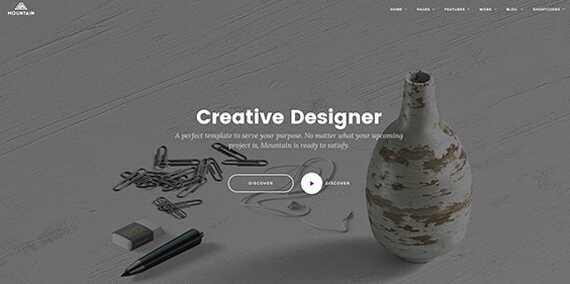 MOUNTAIN
HOME PAGES FEATURES WORK BLOG SHORTCODES
Creative Designer
A perfect template to serve your purpose. No matter what your upcoming
project is, Mountain is ready to satisfy.
DISCOVER DISCOVER